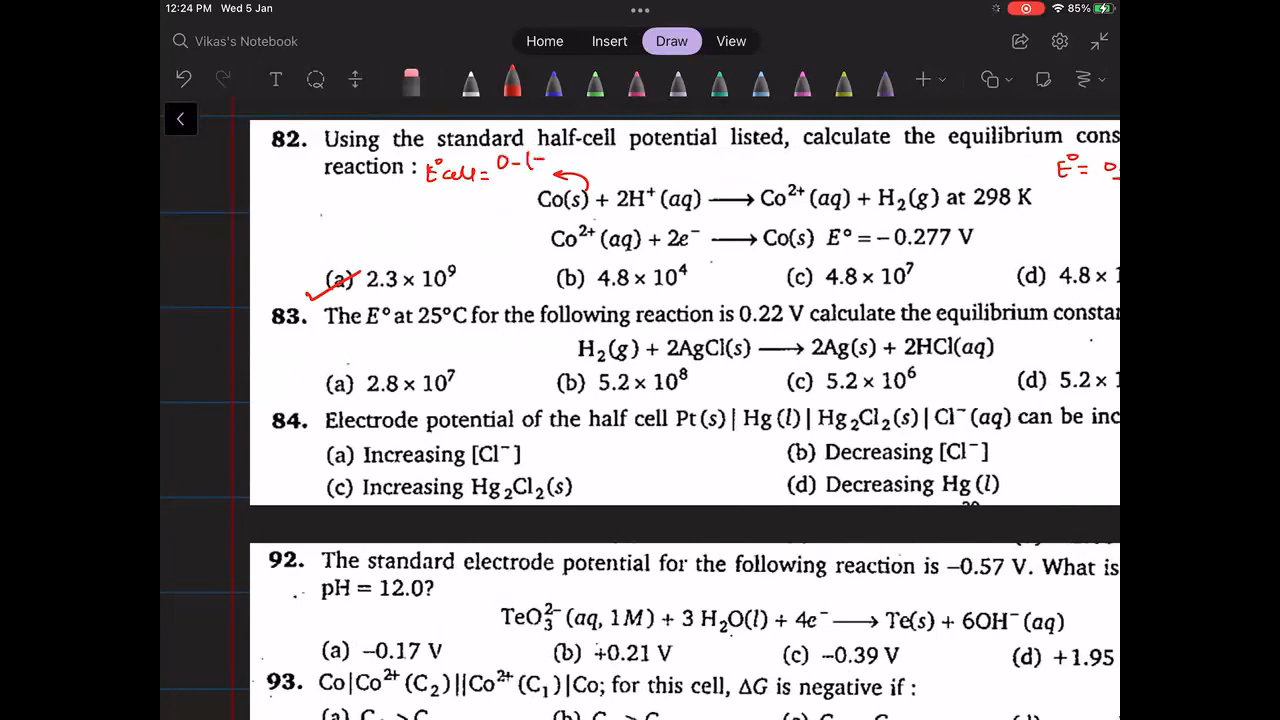 12:24 PM Wed 5 Jan
85%
Vikas's Notebook
Home Insert Draw View
82. Using the standard half-cell potential listed, calculate the equilibrium cons
reaction : E°cell = 0-(-
E° = 0
Co(s) + 2H⁺(aq) ⟶ Co²⁺(aq) + H₂(g) at 298 K
Co²⁺(aq) + 2e⁻ ⟶ Co(s) E° = −0.277 V
(a) 2.3 × 10⁹ (b) 4.8 × 10⁴ (c) 4.8 × 10⁷ (d) 4.8 × 1
83. The E° at 25°C for the following reaction is 0.22 V calculate the equilibrium consta
H₂(g) + 2AgCl(s) ⟶ 2Ag(s) + 2HCl(aq)
(a) 2.8 × 10⁷ (b) 5.2 × 10⁸ (c) 5.2 × 10⁶ (d) 5.2 × 1
84. Electrode potential of the half cell Pt(s)|Hg(l)|Hg₂Cl₂(s)|Cl⁻(aq) can be inc
(a) Increasing [Cl⁻] (b) Decreasing [Cl⁻]
(c) Increasing Hg₂Cl₂(s) (d) Decreasing Hg(l)
92. The standard electrode potential for the following reaction is −0.57 V. What is
pH = 12.0?
TeO₃²⁻(aq, 1M) + 3 H₂O(l) + 4e⁻ ⟶ Te(s) + 6OH⁻(aq)
(a) −0.17 V (b) +0.21 V (c) −0.39 V (d) +1.95
93. Co|Co²⁺(C₂)||Co²⁺(C₁)|Co; for this cell, ΔG is negative if :